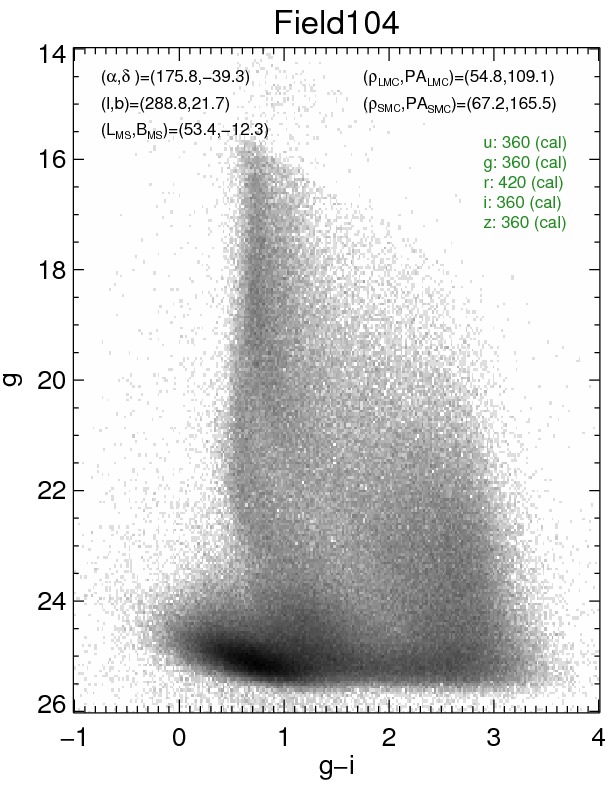 Field104
14
(α,δ )=(175.8,−39.3)
(ρLMC,PALMC)=(54.8,109.1)
(l,b)=(288.8,21.7)
(ρSMC,PASMC)=(67.2,165.5)
(LMS,BMS)=(53.4,−12.3)
u: 360 (cal)
g: 360 (cal)
r: 420 (cal)
i: 360 (cal)
z: 360 (cal)
16
18
20
g
22
24
26
−1 0 1 2 3 4
g−i